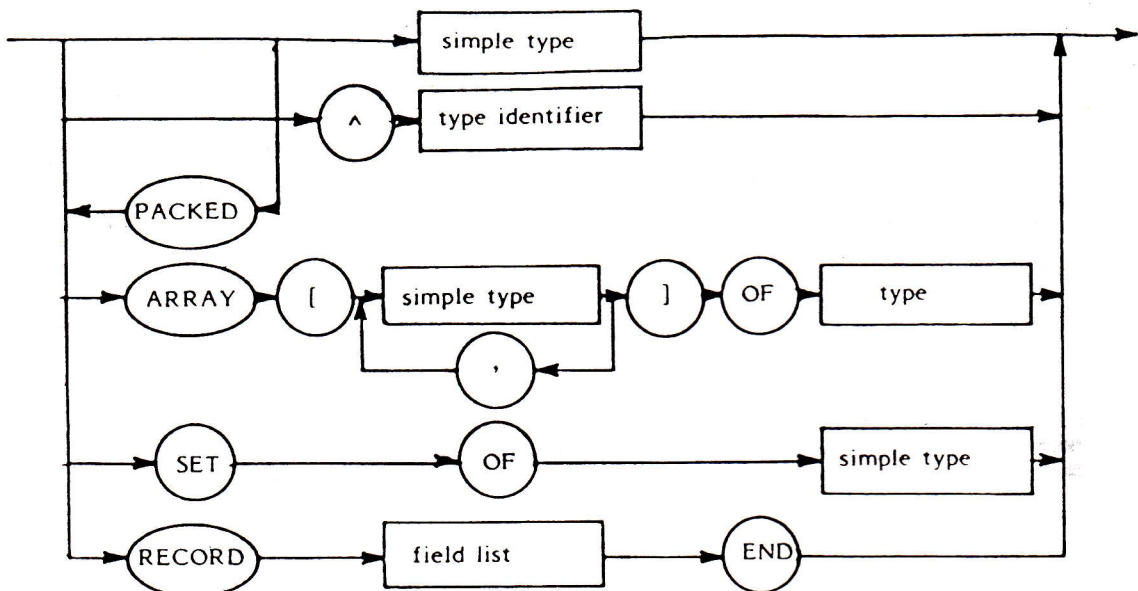 simple type
^ type identifier
PACKED
ARRAY [ simple type ] OF type
,
SET OF simple type
RECORD field list END